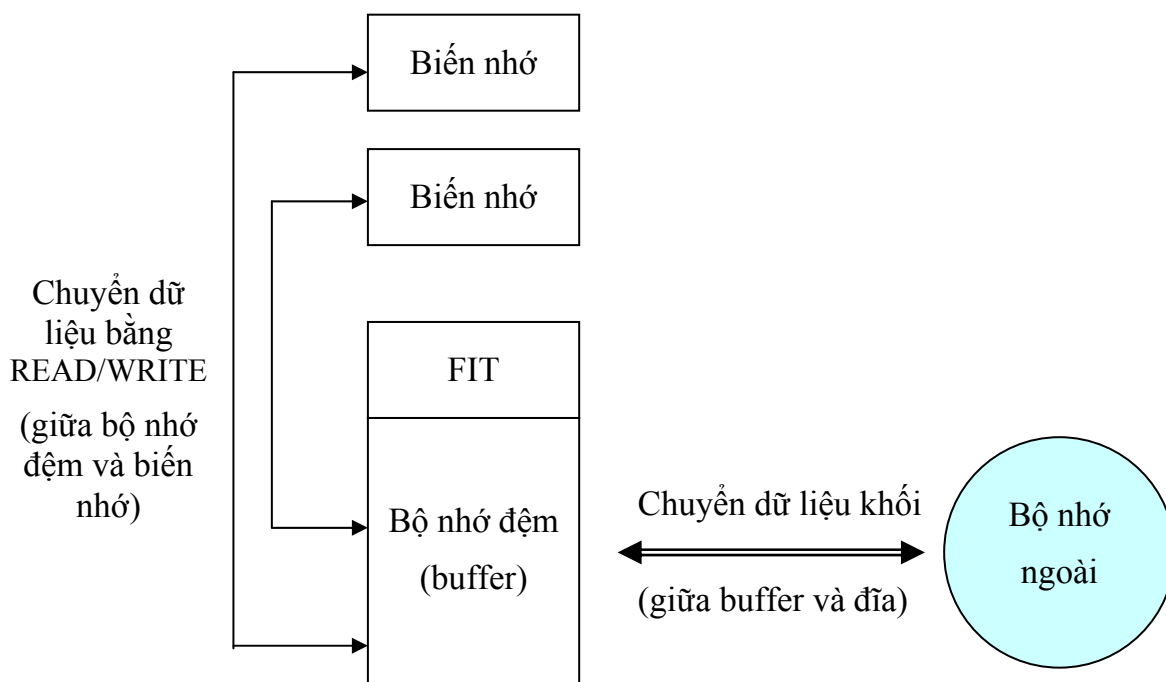 Biến nhớ
Biến nhớ
Chuyển dữ
liệu bằng
READ/WRITE
(giữa bộ nhớ
đệm và biến
nhớ)
FIT
Bộ nhớ đệm
(buffer)
Chuyển dữ liệu khối
(giữa buffer và đĩa)
Bộ nhớ
ngoài